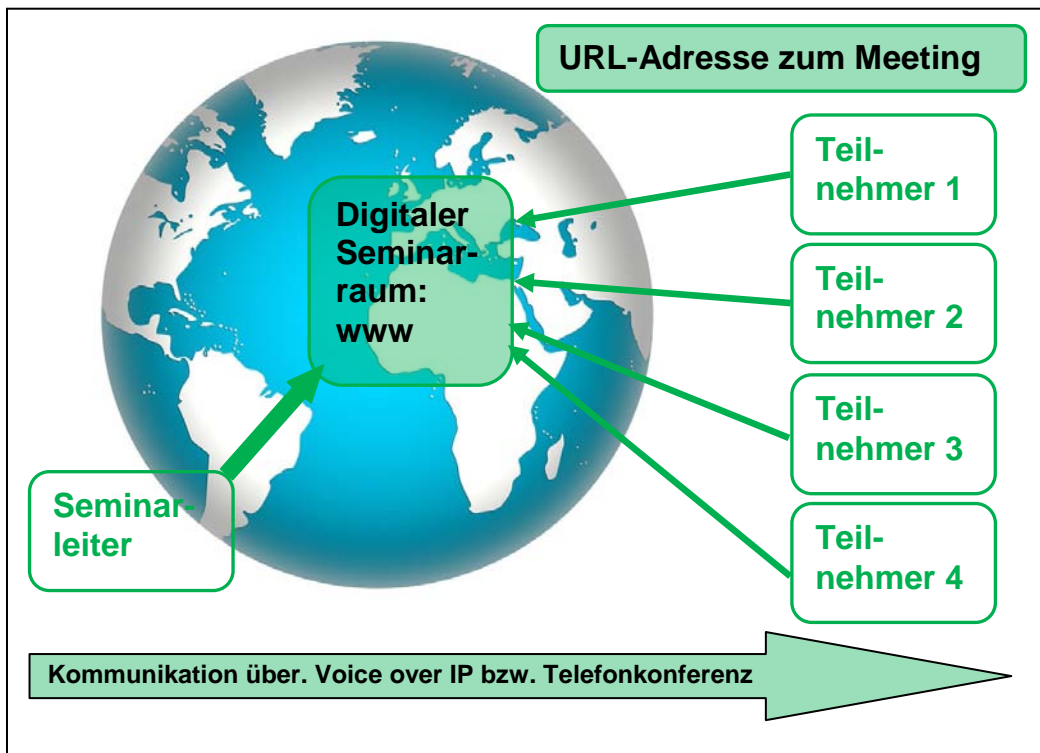 URL-Adresse zum Meeting
Teil-
nehmer 1
Digitaler
Seminar-
raum:
www
Teil-
nehmer 2
Teil-
nehmer 3
Seminar-
leiter
Teil-
nehmer 4
Kommunikation über. Voice over IP bzw. Telefonkonferenz